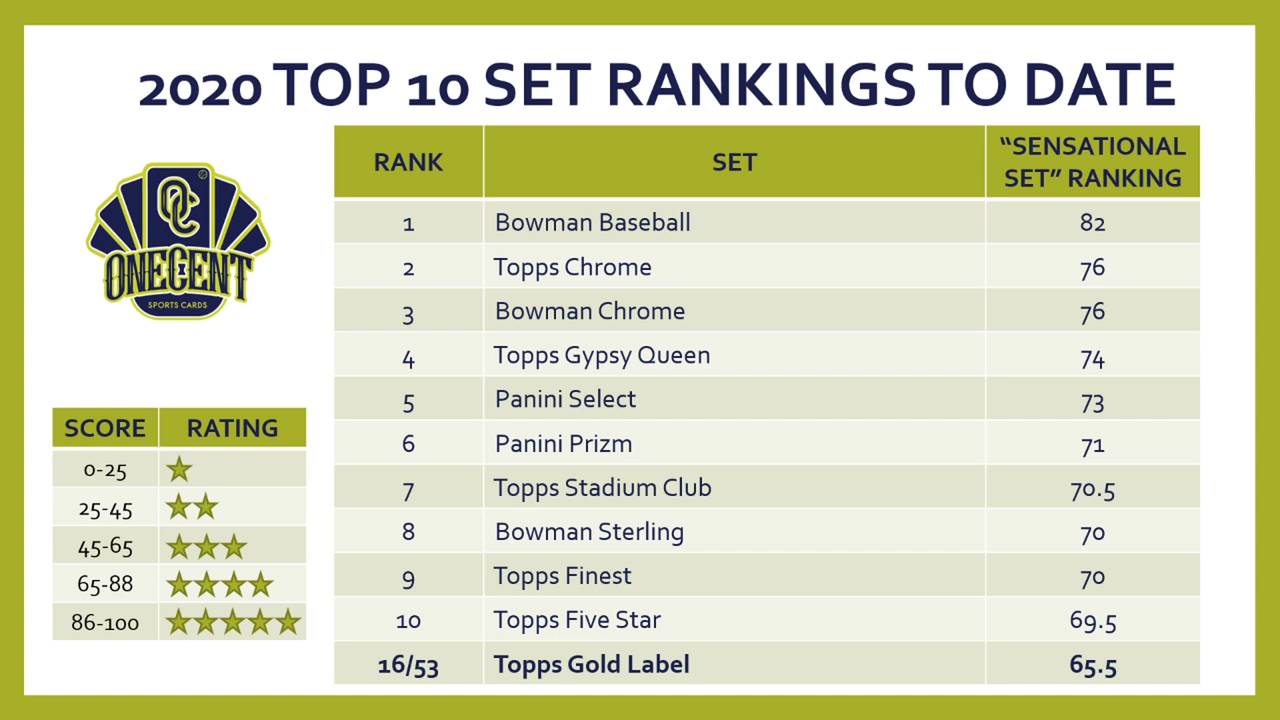 2020 TOP 10 SET RANKINGS TO DATE
OC
ONECENT
SPORTS CARDS
SCORE RATING
0-25
25-45
45-65
65-88
86-100
RANK SET “SENSATIONAL
SET” RANKING
1 Bowman Baseball 82
2 Topps Chrome 76
3 Bowman Chrome 76
4 Topps Gypsy Queen 74
5 Panini Select 73
6 Panini Prizm 71
7 Topps Stadium Club 70.5
8 Bowman Sterling 70
9 Topps Finest 70
10 Topps Five Star 69.5
16/53 Topps Gold Label 65.5